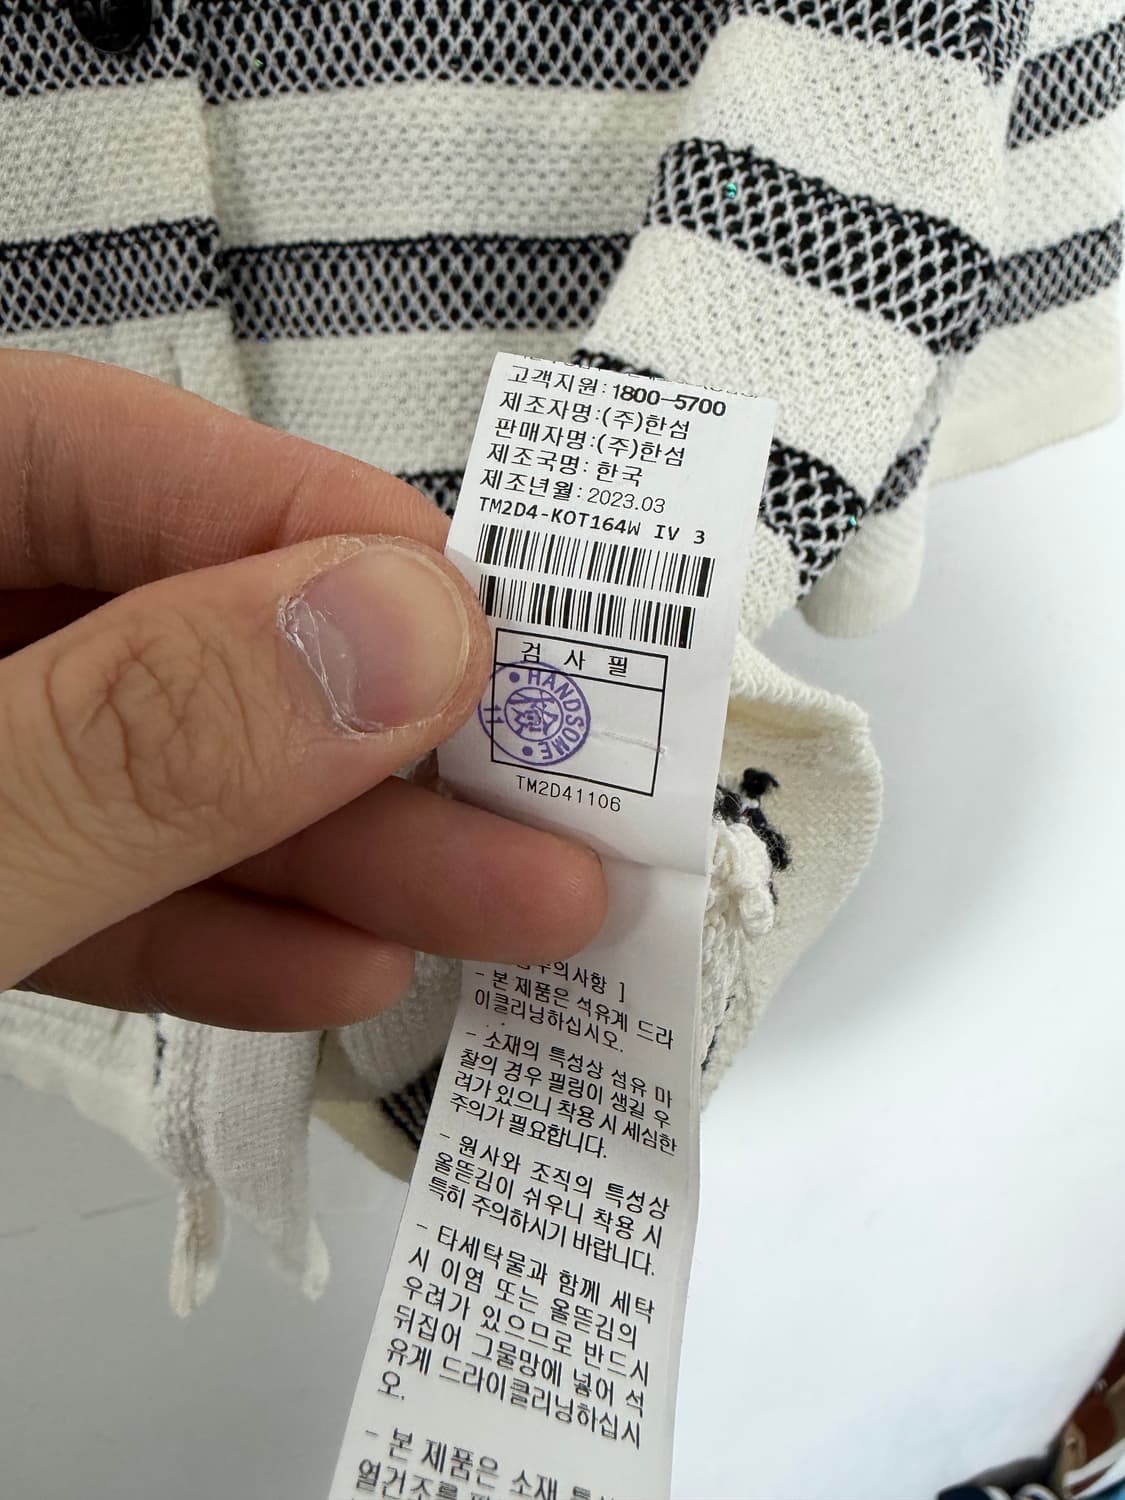 고객지원: 1800-5700
제조자명:(주)한섬
판매자명:(주)한섬
제조국명: 한국
제조년월: 2023.03
TM2D4-KOT164W IV 3
검 사 필
HANDSOME
11
TM2D41106
주의사항 ]
- 본 제품은 석유계 드라
이클리닝하십시오.
- 소재의 특성상 섬유 마
찰의 경우 필링이 생길 우
려가 있으니 착용 시 세심한
주의가 필요합니다.
- 원사와 조직의 특성상
올뜯김이 쉬우니 착용 시
특히 주의하시기 바랍니다.
- 타세탁물과 함께 세탁
시 이염 또는 올뜯김의
우려가 있으므로 반드시
뒤집어 그물망에 넣어 석
유계 드라이클리닝하십시
오.
- 본 제품은 소재
열건조를